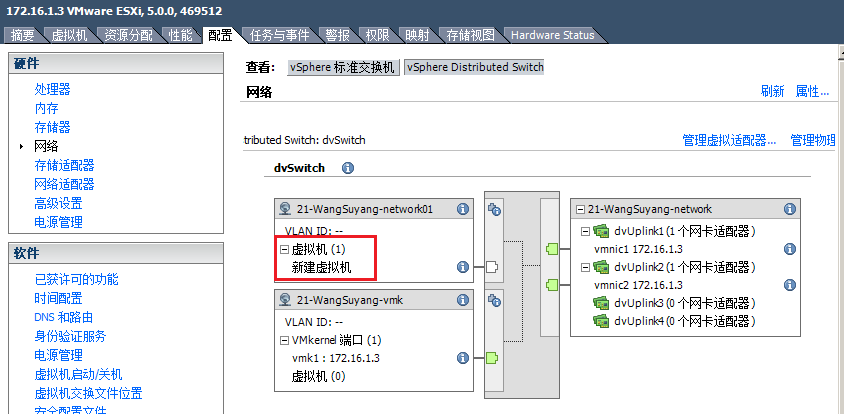 172.16.1.3 VMware ESXi, 5.0.0, 469512
摘要 虚拟机 资源分配 性能 配置 任务与事件 警报 权限 映射 存储视图 Hardware Status
硬件
处理器
内存
存储器
网络
存储适配器
网络适配器
高级设置
电源管理
软件
已获许可的功能
时间配置
DNS 和路由
身份验证服务
电源管理
虚拟机启动/关机
虚拟机交换文件位置
安全配置文件
查看: vSphere 标准交换机 vSphere Distributed Switch
网络 刷新 属性...
tributed Switch: dvSwitch 管理虚拟适配器... 管理物理
dvSwitch
21-WangSuyang-network01
VLAN ID: --
虚拟机 (1)
新建虚拟机
21-WangSuyang-vmk
VLAN ID: --
VMkernel 端口 (1)
vmk1 : 172.16.1.3
虚拟机 (0)
21-WangSuyang-network
dvUplink1 (1 个网卡适配器)
vmnic1 172.16.1.3
dvUplink2 (1 个网卡适配器)
vmnic2 172.16.1.3
dvUplink3 (0 个网卡适配器)
dvUplink4 (0 个网卡适配器)